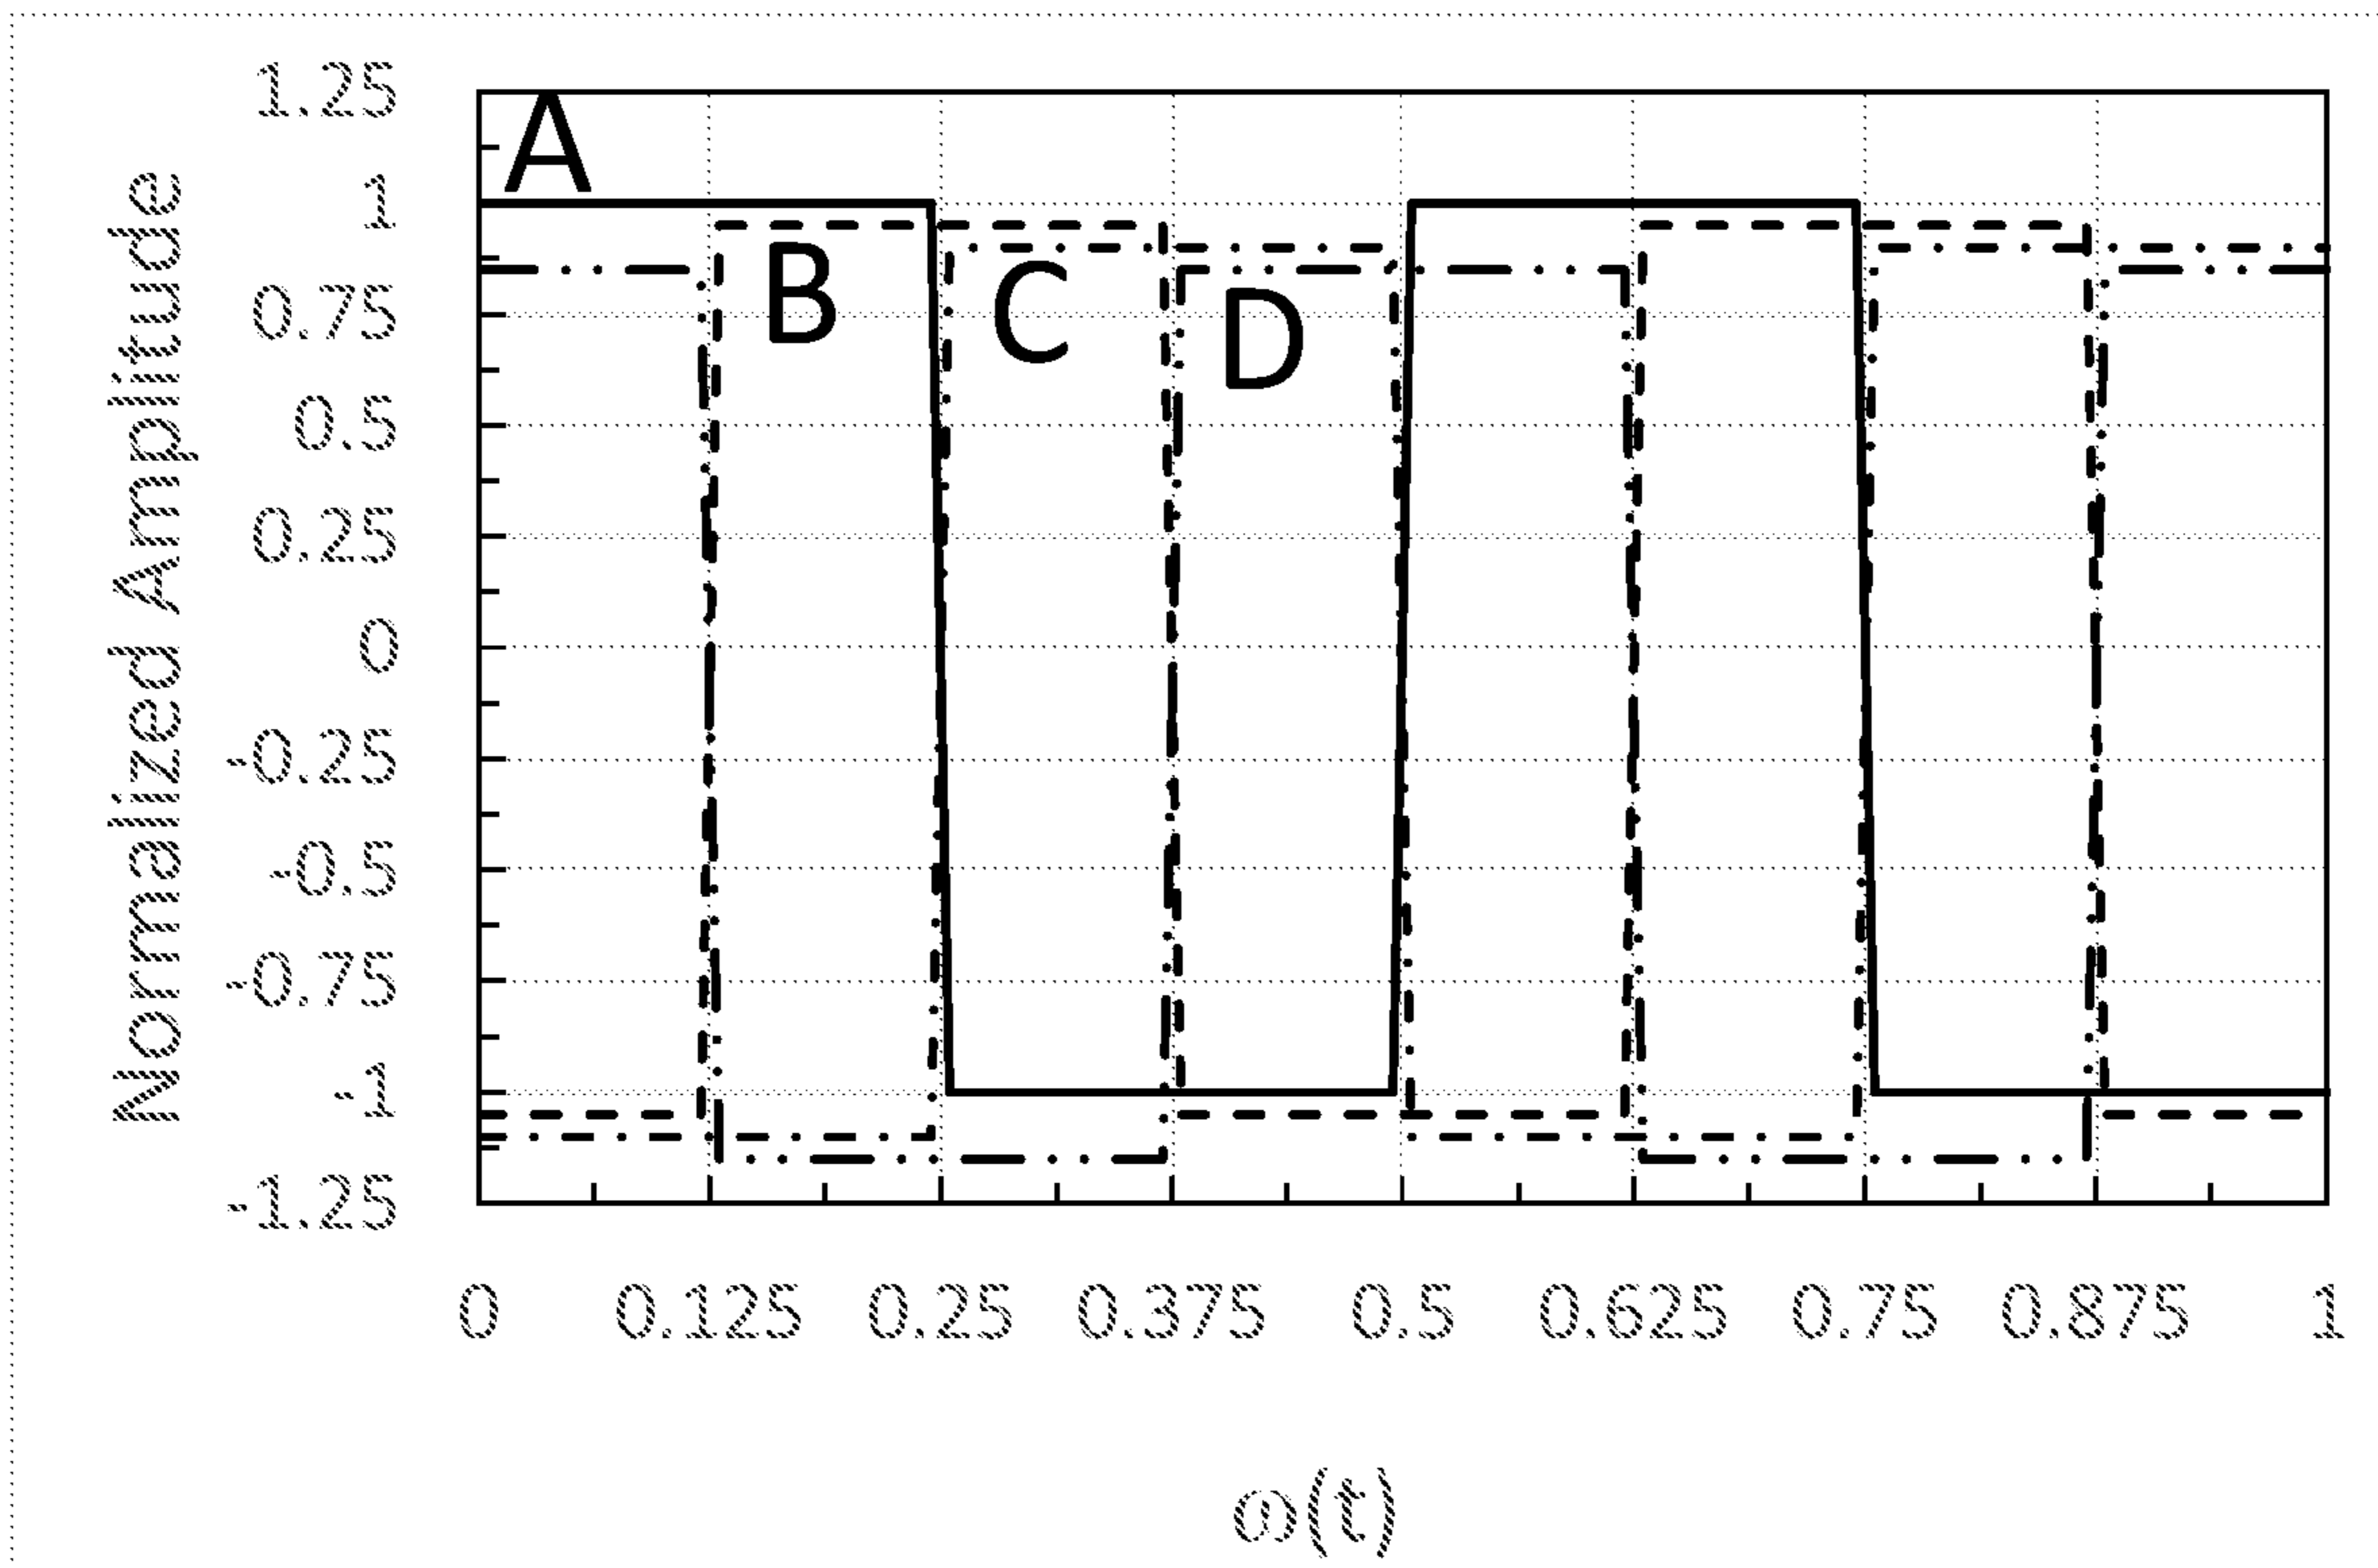 Normalized Amplitude
1.25
1
0.75
0.5
0.25
0
-0.25
-0.5
-0.75
-1
-1.25
A
B
C
D
0 0.125 0.25 0.375 0.5 0.625 0.75 0.875 1
ω(t)